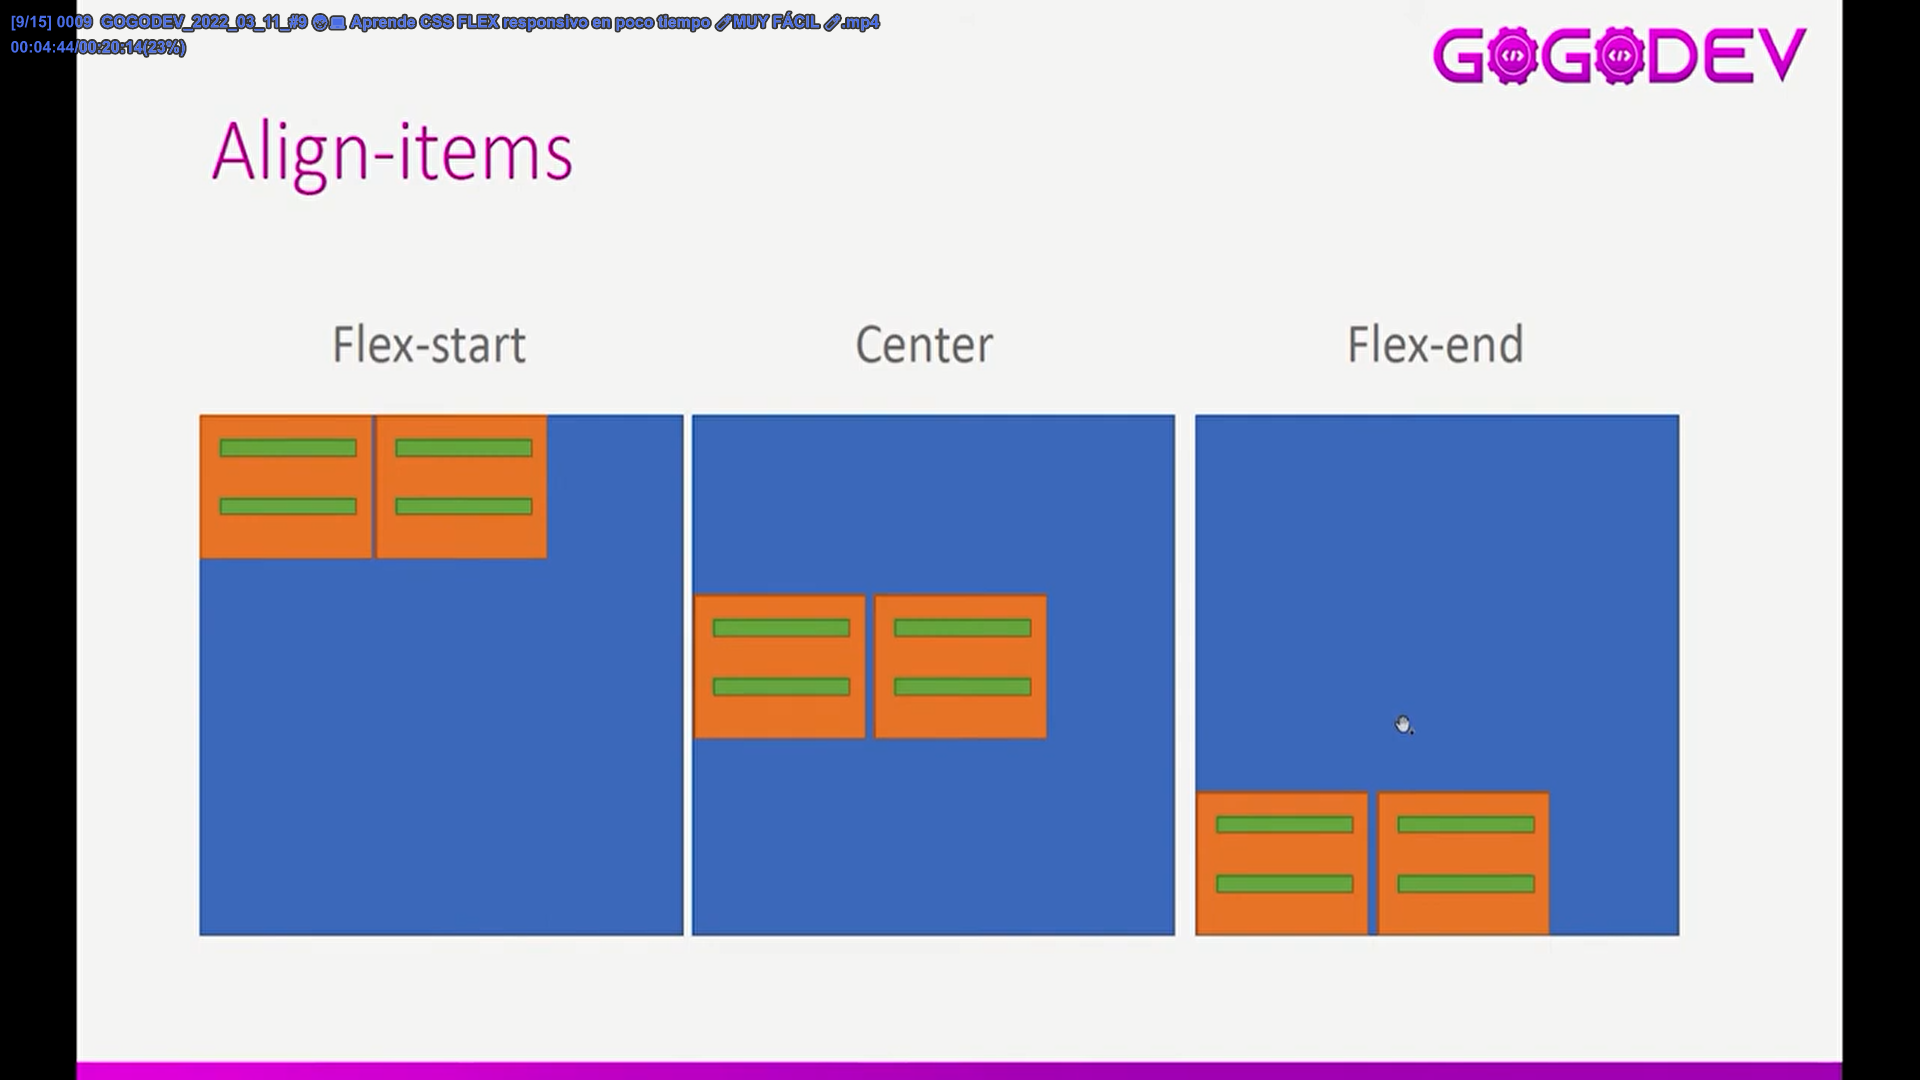 [9/15] 0009 GOGODEV_2022_03_11_#9 Aprende CSS FLEX responsivo en poco tiempo MUY FÁCIL .mp4
00:04:44/00:20:14(23%)
GOGODEV
Align-items
Flex-start
Center
Flex-end